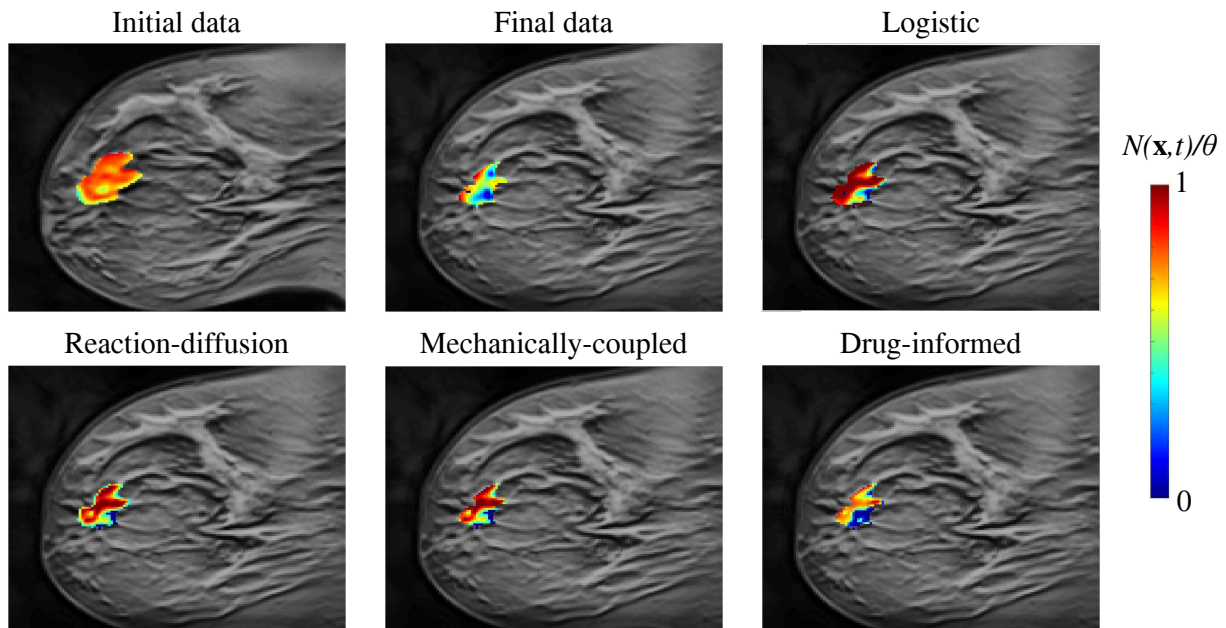 Initial data
Final data
Logistic
N(x,t)/θ
1
0
Reaction-diffusion
Mechanically-coupled
Drug-informed